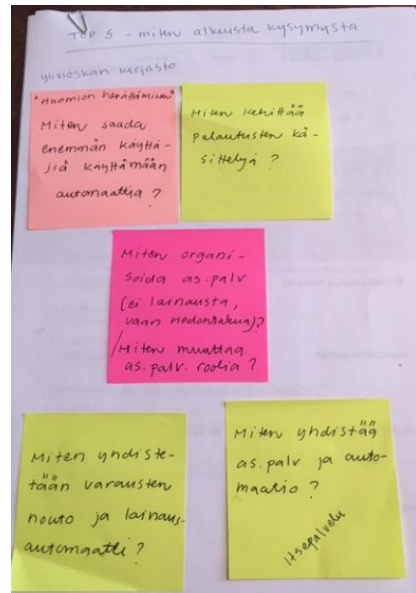 TOP 5 - miten alkuista kysymystä
ylivieskan kirjasto
"Huomion herättäminen"
Miten saada
enemmän käyttä-
jiä käyttämään
automaattia?
Miten kehittää
palautusten kä-
sittelyä?
Miten organi-
soida as.palv
(ei lainausta,
vaan tiedonhakua)?
/Miten muuttaa
as.palv. roolia?
Miten yhdiste-
tään varausten
nouto ja lainaus-
automaatti?
Miten yhdistää
as.palv ja auto-
maatio?
itsepalvelu